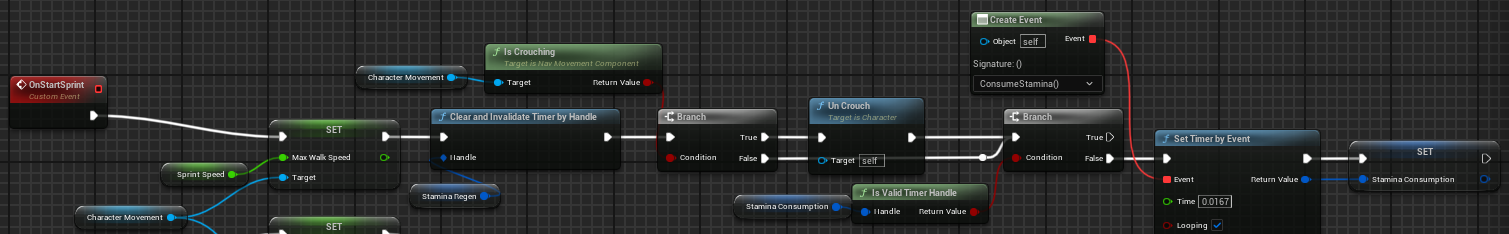 Create Event
Object self Event
Signature: ()
ConsumeStamina()
Is Crouching
Target is Nav Movement Component
Character Movement
Target Return Value
OnStartSprint
Custom Event
SET
Max Walk Speed
Target
Sprint Speed
Character Movement
SET
Clear and Invalidate Timer by Handle
Handle
Stamina Regen
Branch
True
Condition False
Un Crouch
Target is Character
Target self
Stamina Consumption
Is Valid Timer Handle
Handle Return Value
Branch
True
Condition False
Set Timer by Event
Event Return Value
Time 0.0167
Looping
SET
Stamina Consumption